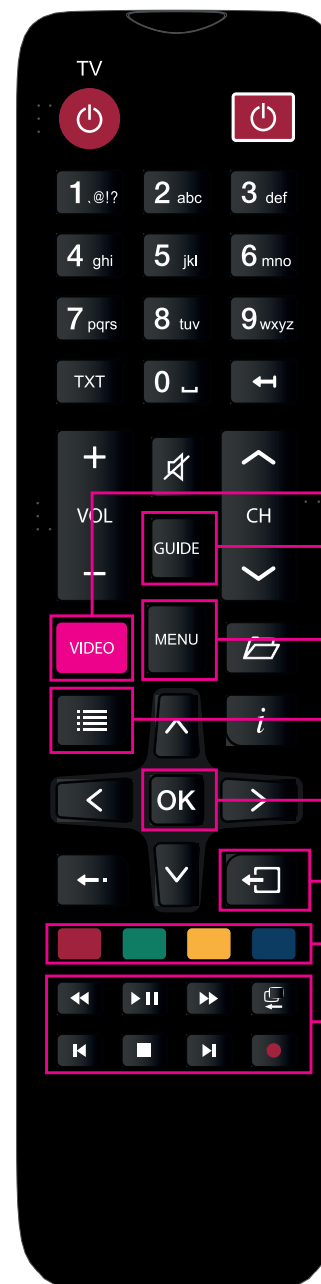 TV
1 .@!? 2 abc 3 def
4 ghi 5 jkl 6 mno
7 pqrs 8 tuv 9 wxyz
TXT 0
+
VOL CH
GUIDE
−
VIDEO MENU
i
OK